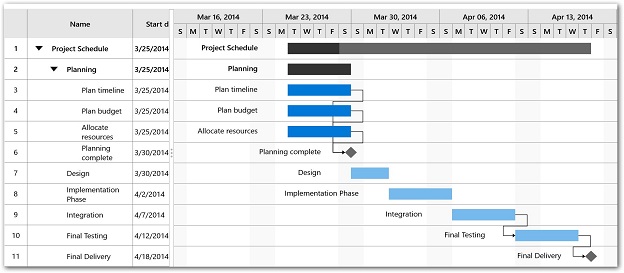 Name Start d
Mar 16, 2014 Mar 23, 2014 Mar 30, 2014 Apr 06, 2014 Apr 13, 2014
S M T W T F S S M T W T F S S M T W T F S S M T W T F S S M T W T F S
1 Project Schedule 3/25/2014 Project Schedule
2 Planning 3/25/2014 Planning
3 Plan timeline 3/25/2014 Plan timeline
4 Plan budget 3/25/2014 Plan budget
5 Allocate
resources 3/25/2014 Allocate resources
6 Planning
complete 3/30/2014 Planning complete
7 Design 3/30/2014 Design
8 Implementation
Phase 4/2/2014 Implementation Phase
9 Integration 4/7/2014 Integration
10 Final Testing 4/12/2014 Final Testing
11 Final Delivery 4/18/2014 Final Delivery